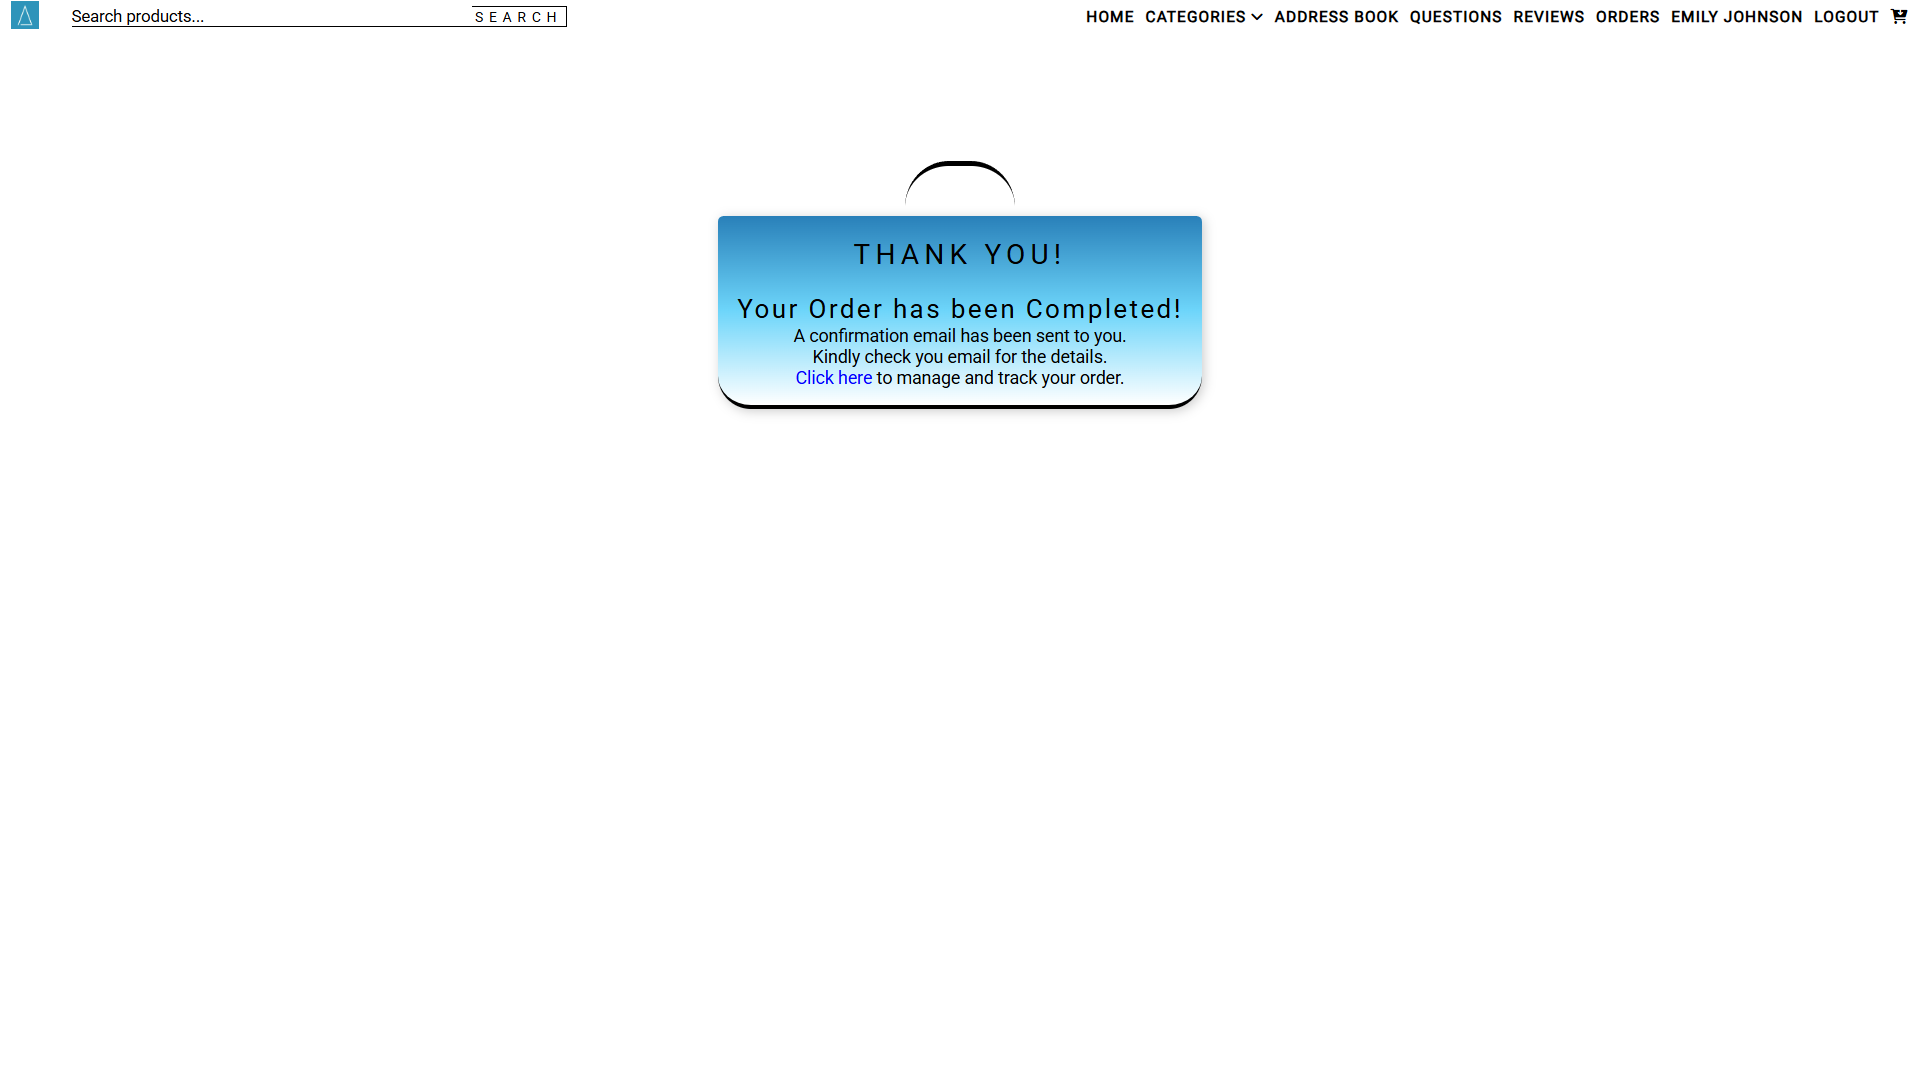 Search products...
SEARCH
HOME CATEGORIES ADDRESS BOOK QUESTIONS REVIEWS ORDERS EMILY JOHNSON LOGOUT
THANK YOU!
Your Order has been Completed!
A confirmation email has been sent to you.
Kindly check you email for the details.
Click here to manage and track your order.